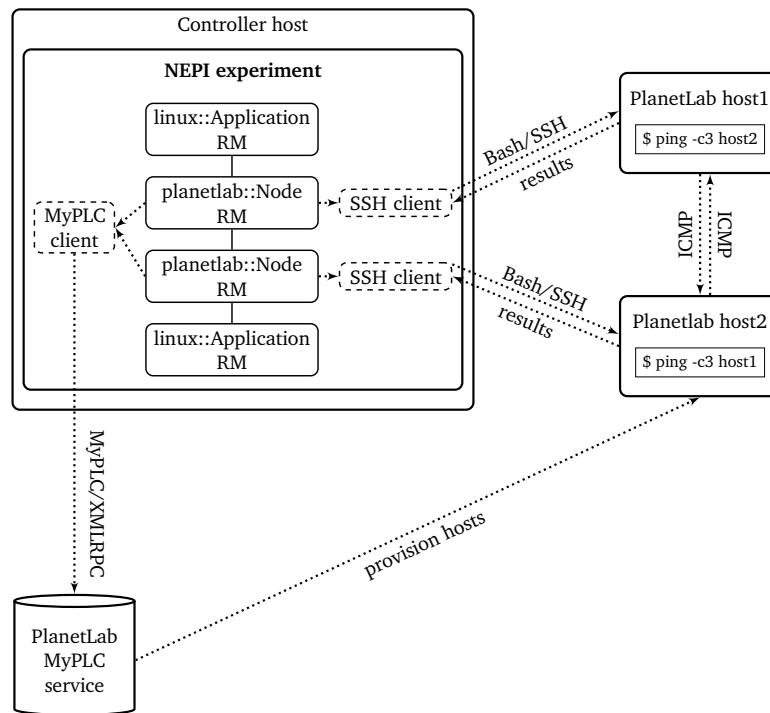 Controller host
NEPI experiment
linux::Application
RM
planetlab::Node
RM
MyPLC
client
SSH client
planetlab::Node
RM
SSH client
linux::Application
RM
Bash/SSH
results
Bash/SSH
results
PlanetLab host1
$ ping -c3 host2
ICMP
ICMP
Planetlab host2
$ ping -c3 host1
MyPLC/XMLRPC
provision hosts
PlanetLab
MyPLC
service